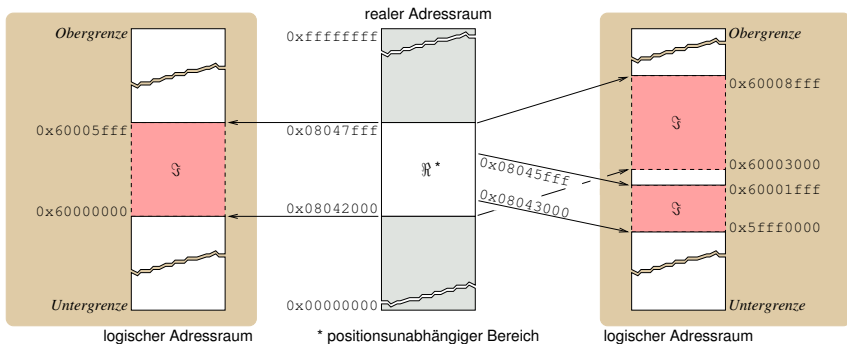 realer Adressraum
Obergrenze
0xffffffff
Obergrenze
0x60008fff
0x60005fff
0x08047fff
ℑ
ℑ
ℜ *
0x08045fff
0x60003000
0x60001fff
0x60000000
0x08042000
0x08043000
ℑ
0x5fff0000
Untergrenze
0x00000000
Untergrenze
logischer Adressraum
* positionsunabhängiger Bereich
logischer Adressraum